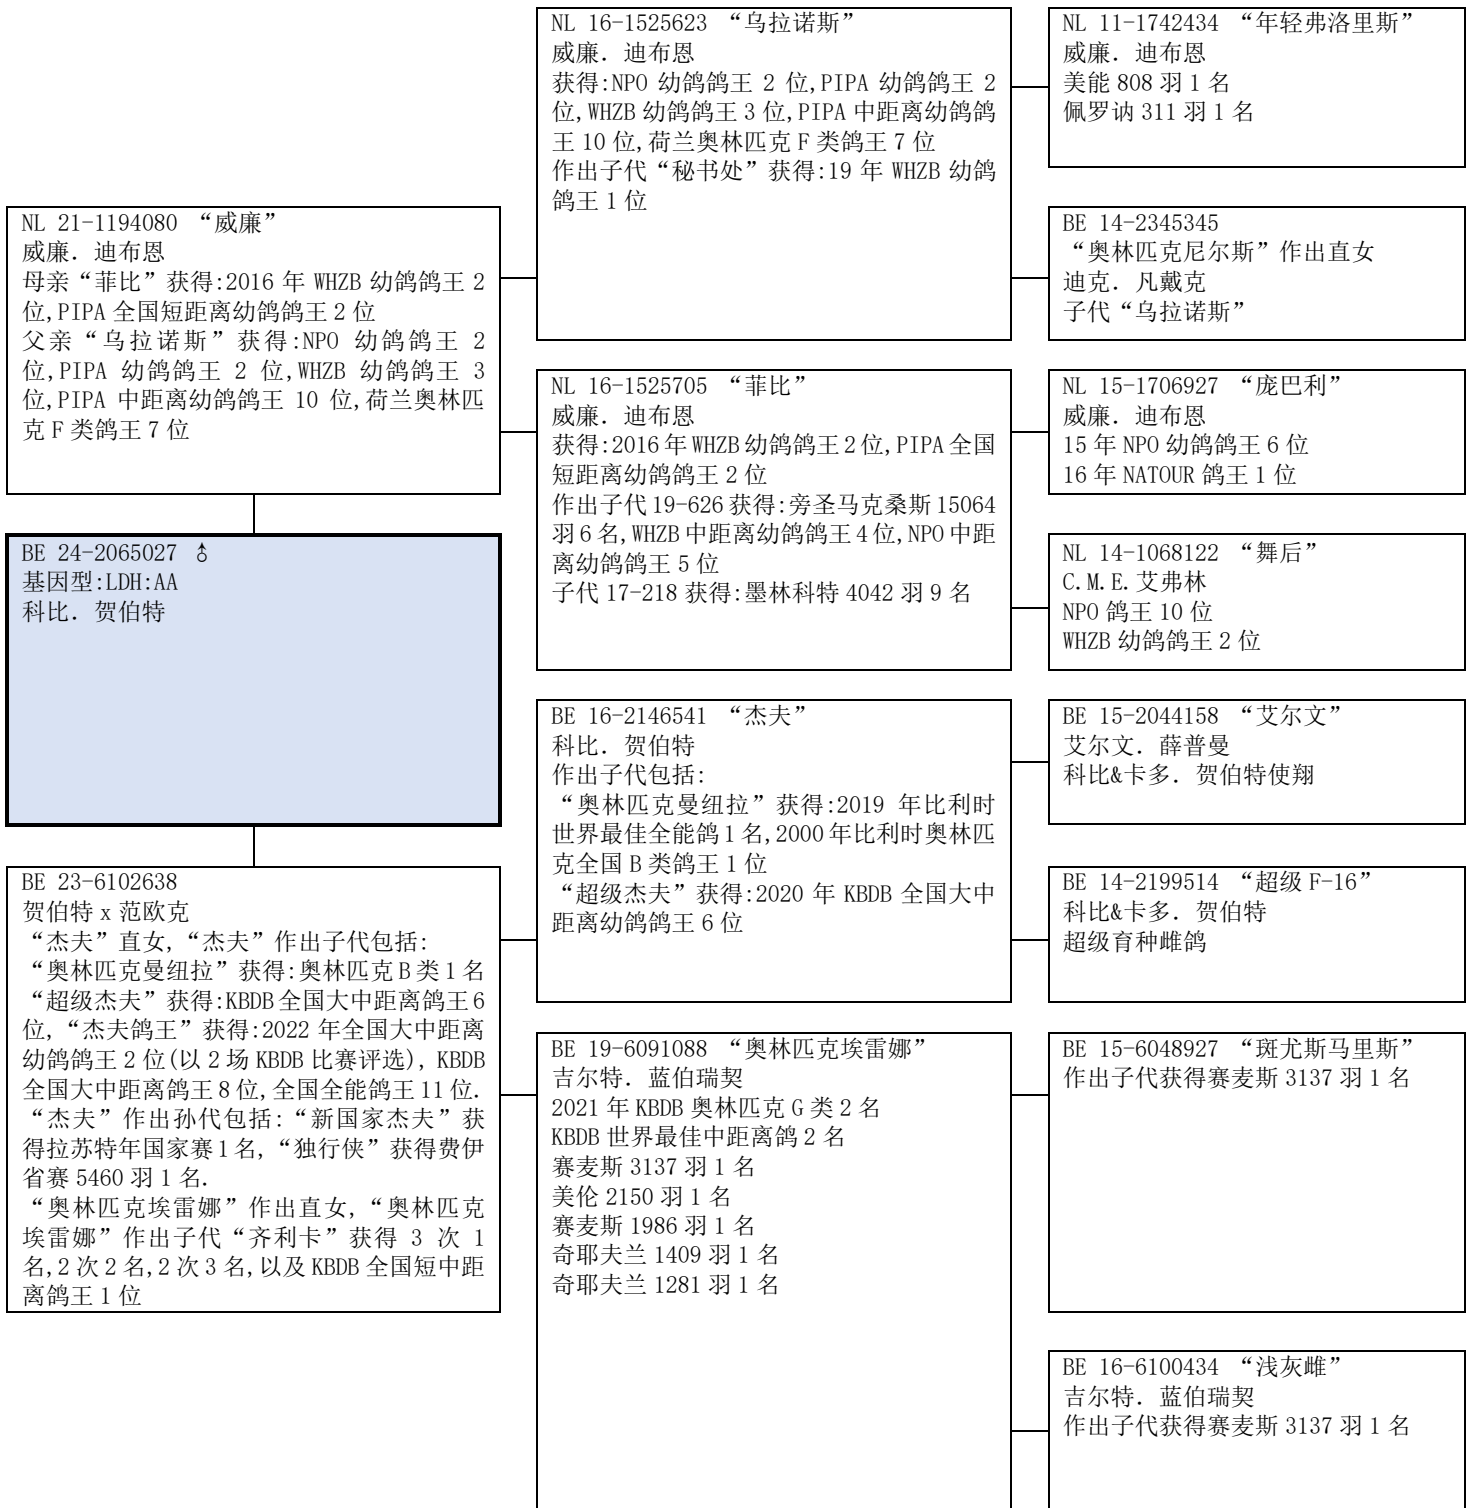 NL 21-1194080 “威廉”
威廉．迪布恩
母亲“菲比”获得:2016 年 WHZB 幼鸽鸽王 2
位,PIPA 全国短距离幼鸽鸽王 2 位
父亲“乌拉诺斯”获得:NPO 幼鸽鸽王 2
位,PIPA 幼鸽鸽王 2 位,WHZB 幼鸽鸽王 3
位,PIPA 中距离幼鸽鸽王 10 位,荷兰奥林匹
克 F 类鸽王 7 位
BE 24-2065027 ♂
基因型:LDH:AA
科比．贺伯特
BE 23-6102638
贺伯特 x 范欧克
“杰夫”直女,“杰夫”作出子代包括:
“奥林匹克曼纽拉”获得:奥林匹克 B 类 1 名
“超级杰夫”获得:KBDB 全国大中距离鸽王 6
位,“杰夫鸽王”获得:2022 年全国大中距离
幼鸽鸽王 2 位(以 2 场 KBDB 比赛评选), KBDB
全国大中距离鸽王 8 位,全国全能鸽王 11 位.
“杰夫”作出孙代包括:“新国家杰夫”获
得拉苏特年国家赛 1 名,“独行侠”获得费伊
省赛 5460 羽 1 名.
“奥林匹克埃雷娜”作出直女,“奥林匹克
埃雷娜”作出子代“齐利卡”获得 3 次 1
名,2 次 2 名,2 次 3 名,以及 KBDB 全国短中距
离鸽王 1 位
NL 16-1525623 “乌拉诺斯”
威廉．迪布恩
获得:NPO 幼鸽鸽王 2 位,PIPA 幼鸽鸽王 2
位,WHZB 幼鸽鸽王 3 位,PIPA 中距离幼鸽鸽
王 10 位,荷兰奥林匹克 F 类鸽王 7 位
作出子代“秘书处”获得:19 年 WHZB 幼鸽
鸽王 1 位
NL 16-1525705 “菲比”
威廉．迪布恩
获得:2016 年 WHZB 幼鸽鸽王 2 位,PIPA 全国
短距离幼鸽鸽王 2 位
作出子代 19-626 获得:旁圣马克桑斯 15064
羽 6 名,WHZB 中距离幼鸽鸽王 4 位,NPO 中距
离幼鸽鸽王 5 位
子代 17-218 获得:墨林科特 4042 羽 9 名
BE 16-2146541 “杰夫”
科比．贺伯特
作出子代包括:
“奥林匹克曼纽拉”获得:2019 年比利时
世界最佳全能鸽 1 名,2000 年比利时奥林匹
克全国 B 类鸽王 1 位
“超级杰夫”获得:2020 年 KBDB 全国大中
距离幼鸽鸽王 6 位
BE 19-6091088 “奥林匹克埃雷娜”
吉尔特．蓝伯瑞契
2021 年 KBDB 奥林匹克 G 类 2 名
KBDB 世界最佳中距离鸽 2 名
赛麦斯 3137 羽 1 名
美伦 2150 羽 1 名
赛麦斯 1986 羽 1 名
奇耶夫兰 1409 羽 1 名
奇耶夫兰 1281 羽 1 名
NL 11-1742434 “年轻弗洛里斯”
威廉．迪布恩
美能 808 羽 1 名
佩罗讷 311 羽 1 名
BE 14-2345345
“奥林匹克尼尔斯”作出直女
迪克．凡戴克
子代“乌拉诺斯”
NL 15-1706927 “庞巴利”
威廉．迪布恩
15 年 NPO 幼鸽鸽王 6 位
16 年 NATOUR 鸽王 1 位
NL 14-1068122 “舞后”
C.M.E.艾弗林
NPO 鸽王 10 位
WHZB 幼鸽鸽王 2 位
BE 15-2044158 “艾尔文”
艾尔文．薛普曼
科比&卡多．贺伯特使翔
BE 14-2199514 “超级 F-16”
科比&卡多．贺伯特
超级育种雌鸽
BE 15-6048927 “斑尤斯马里斯”
作出子代获得赛麦斯 3137 羽 1 名
BE 16-6100434 “浅灰雌”
吉尔特．蓝伯瑞契
作出子代获得赛麦斯 3137 羽 1 名